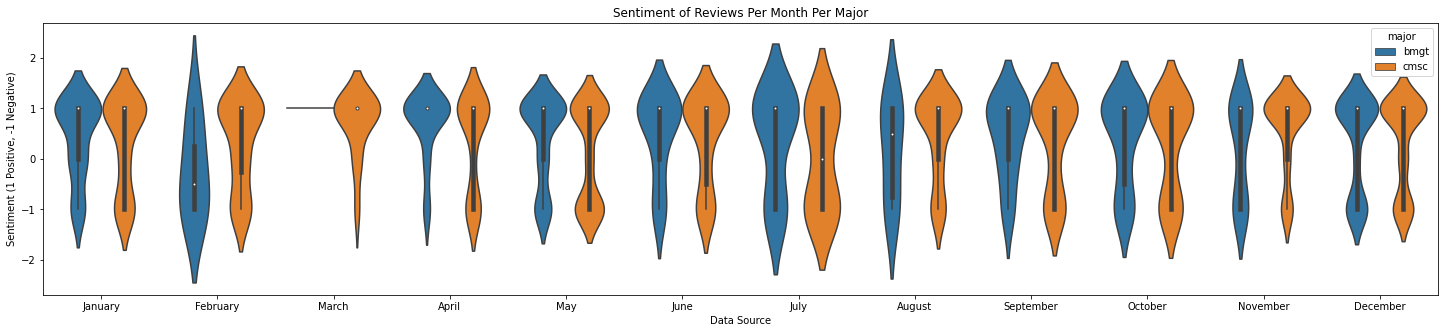 Sentiment of Reviews Per Month Per Major
Sentiment (1 Positive, -1 Negative)
2
1
0
−1
−2
major
bmgt
cmsc
January February March April May June July August September October November December
Data Source